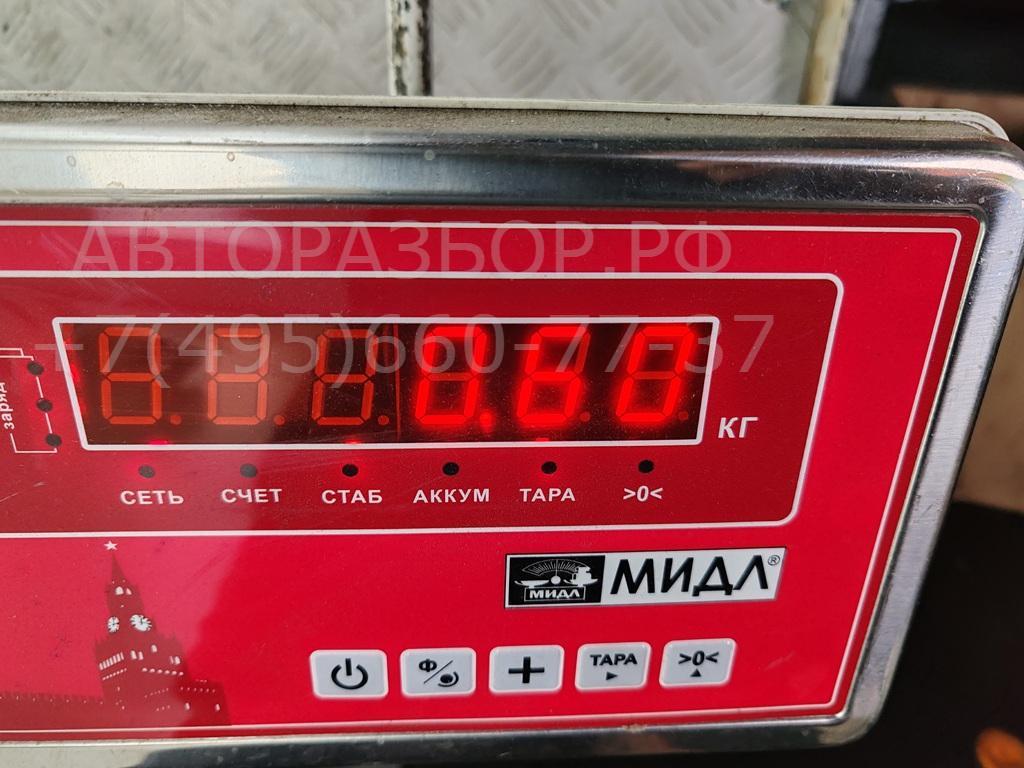 АВТОРАЗБОР.РФ
+7(495)660-77-37
заряд
0.60
КГ
СЕТЬ СЧЕТ СТАБ АККУМ ТАРА >0<
МИДЛ МИДЛ®
Ф/ + ТАРА >0<